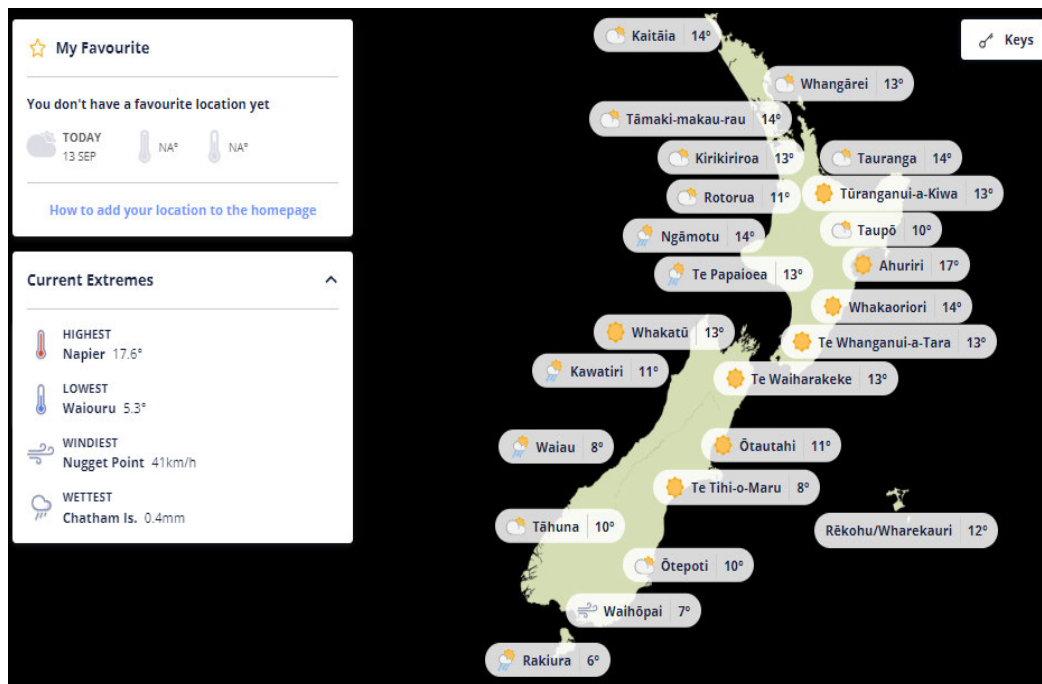 My Favourite
You don't have a favourite location yet
TODAY
13 SEP
NA°
NA°
How to add your location to the homepage
Current Extremes
HIGHEST
Napier 17.6°
LOWEST
Waiouru 5.3°
WINDIEST
Nugget Point 41km/h
WETTEST
Chatham Is. 0.4mm
Keys
Kaitāia 14°
Whangārei 13°
Tāmaki-makau-rau 14°
Kirikiriroa 13°
Tauranga 14°
Rotorua 11°
Tūranganui-a-Kiwa 13°
Ngāmotu 14°
Taupō 10°
Te Papaioea 13°
Ahuriri 17°
Whakaoriori 14°
Whakatū 13°
Te Whanganui-a-Tara 13°
Kawatiri 11°
Te Waiharakeke 13°
Waiau 8°
Ōtautahi 11°
Te Tihi-o-Maru 8°
Tāhuna 10°
Rēkohu/Wharekauri 12°
Ōtepoti 10°
Waihōpai 7°
Rakiura 6°